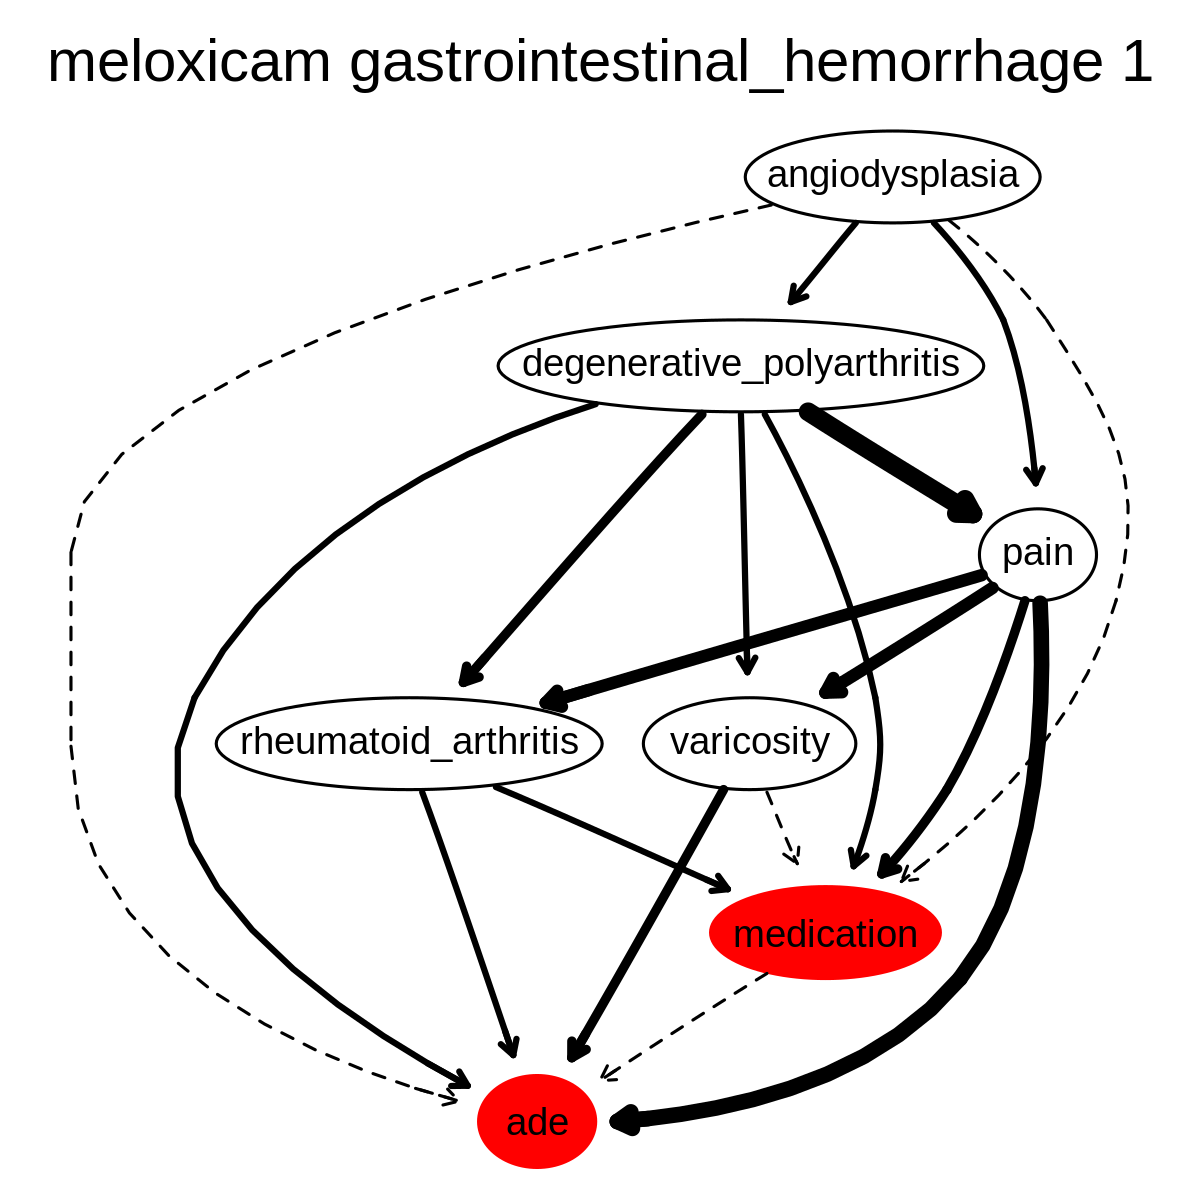 meloxicam gastrointestinal_hemorrhage 1
angiodysplasia
degenerative_polyarthritis
pain
rheumatoid_arthritis
varicosity
medication
ade